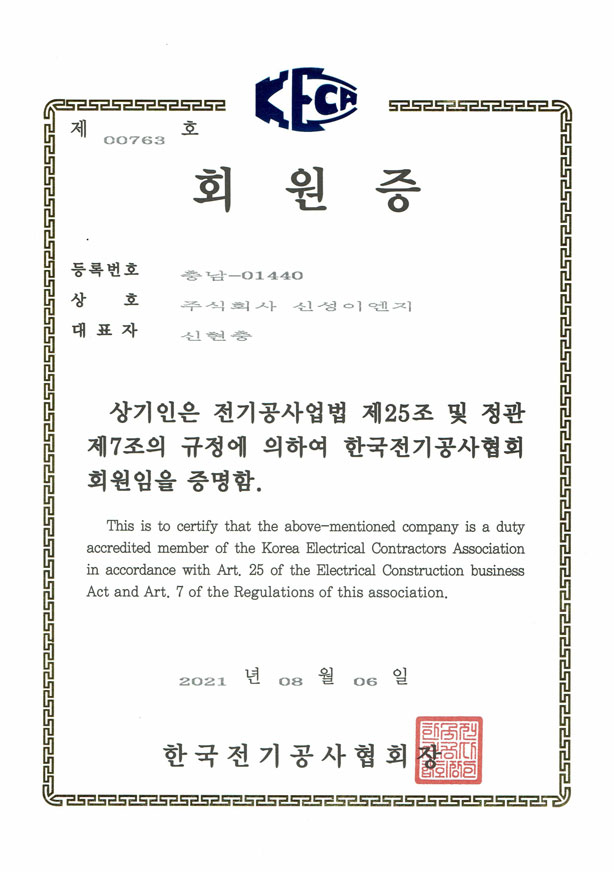 KECA
제 00763 호
회 원 증
등록번호 충남-01440
상 호 주식회사 신성이엔지
대 표 자 신현충
상기인은 전기공사업법 제25조 및 정관
제7조의 규정에 의하여 한국전기공사협회
회원임을 증명함.
This is to certify that the above-mentioned company is a duty
accredited member of the Korea Electrical Contractors Association
in accordance with Art. 25 of the Electrical Construction business
Act and Art. 7 of the Regulations of this association.
2021 년 08 월 06 일
한국전기공사협회장